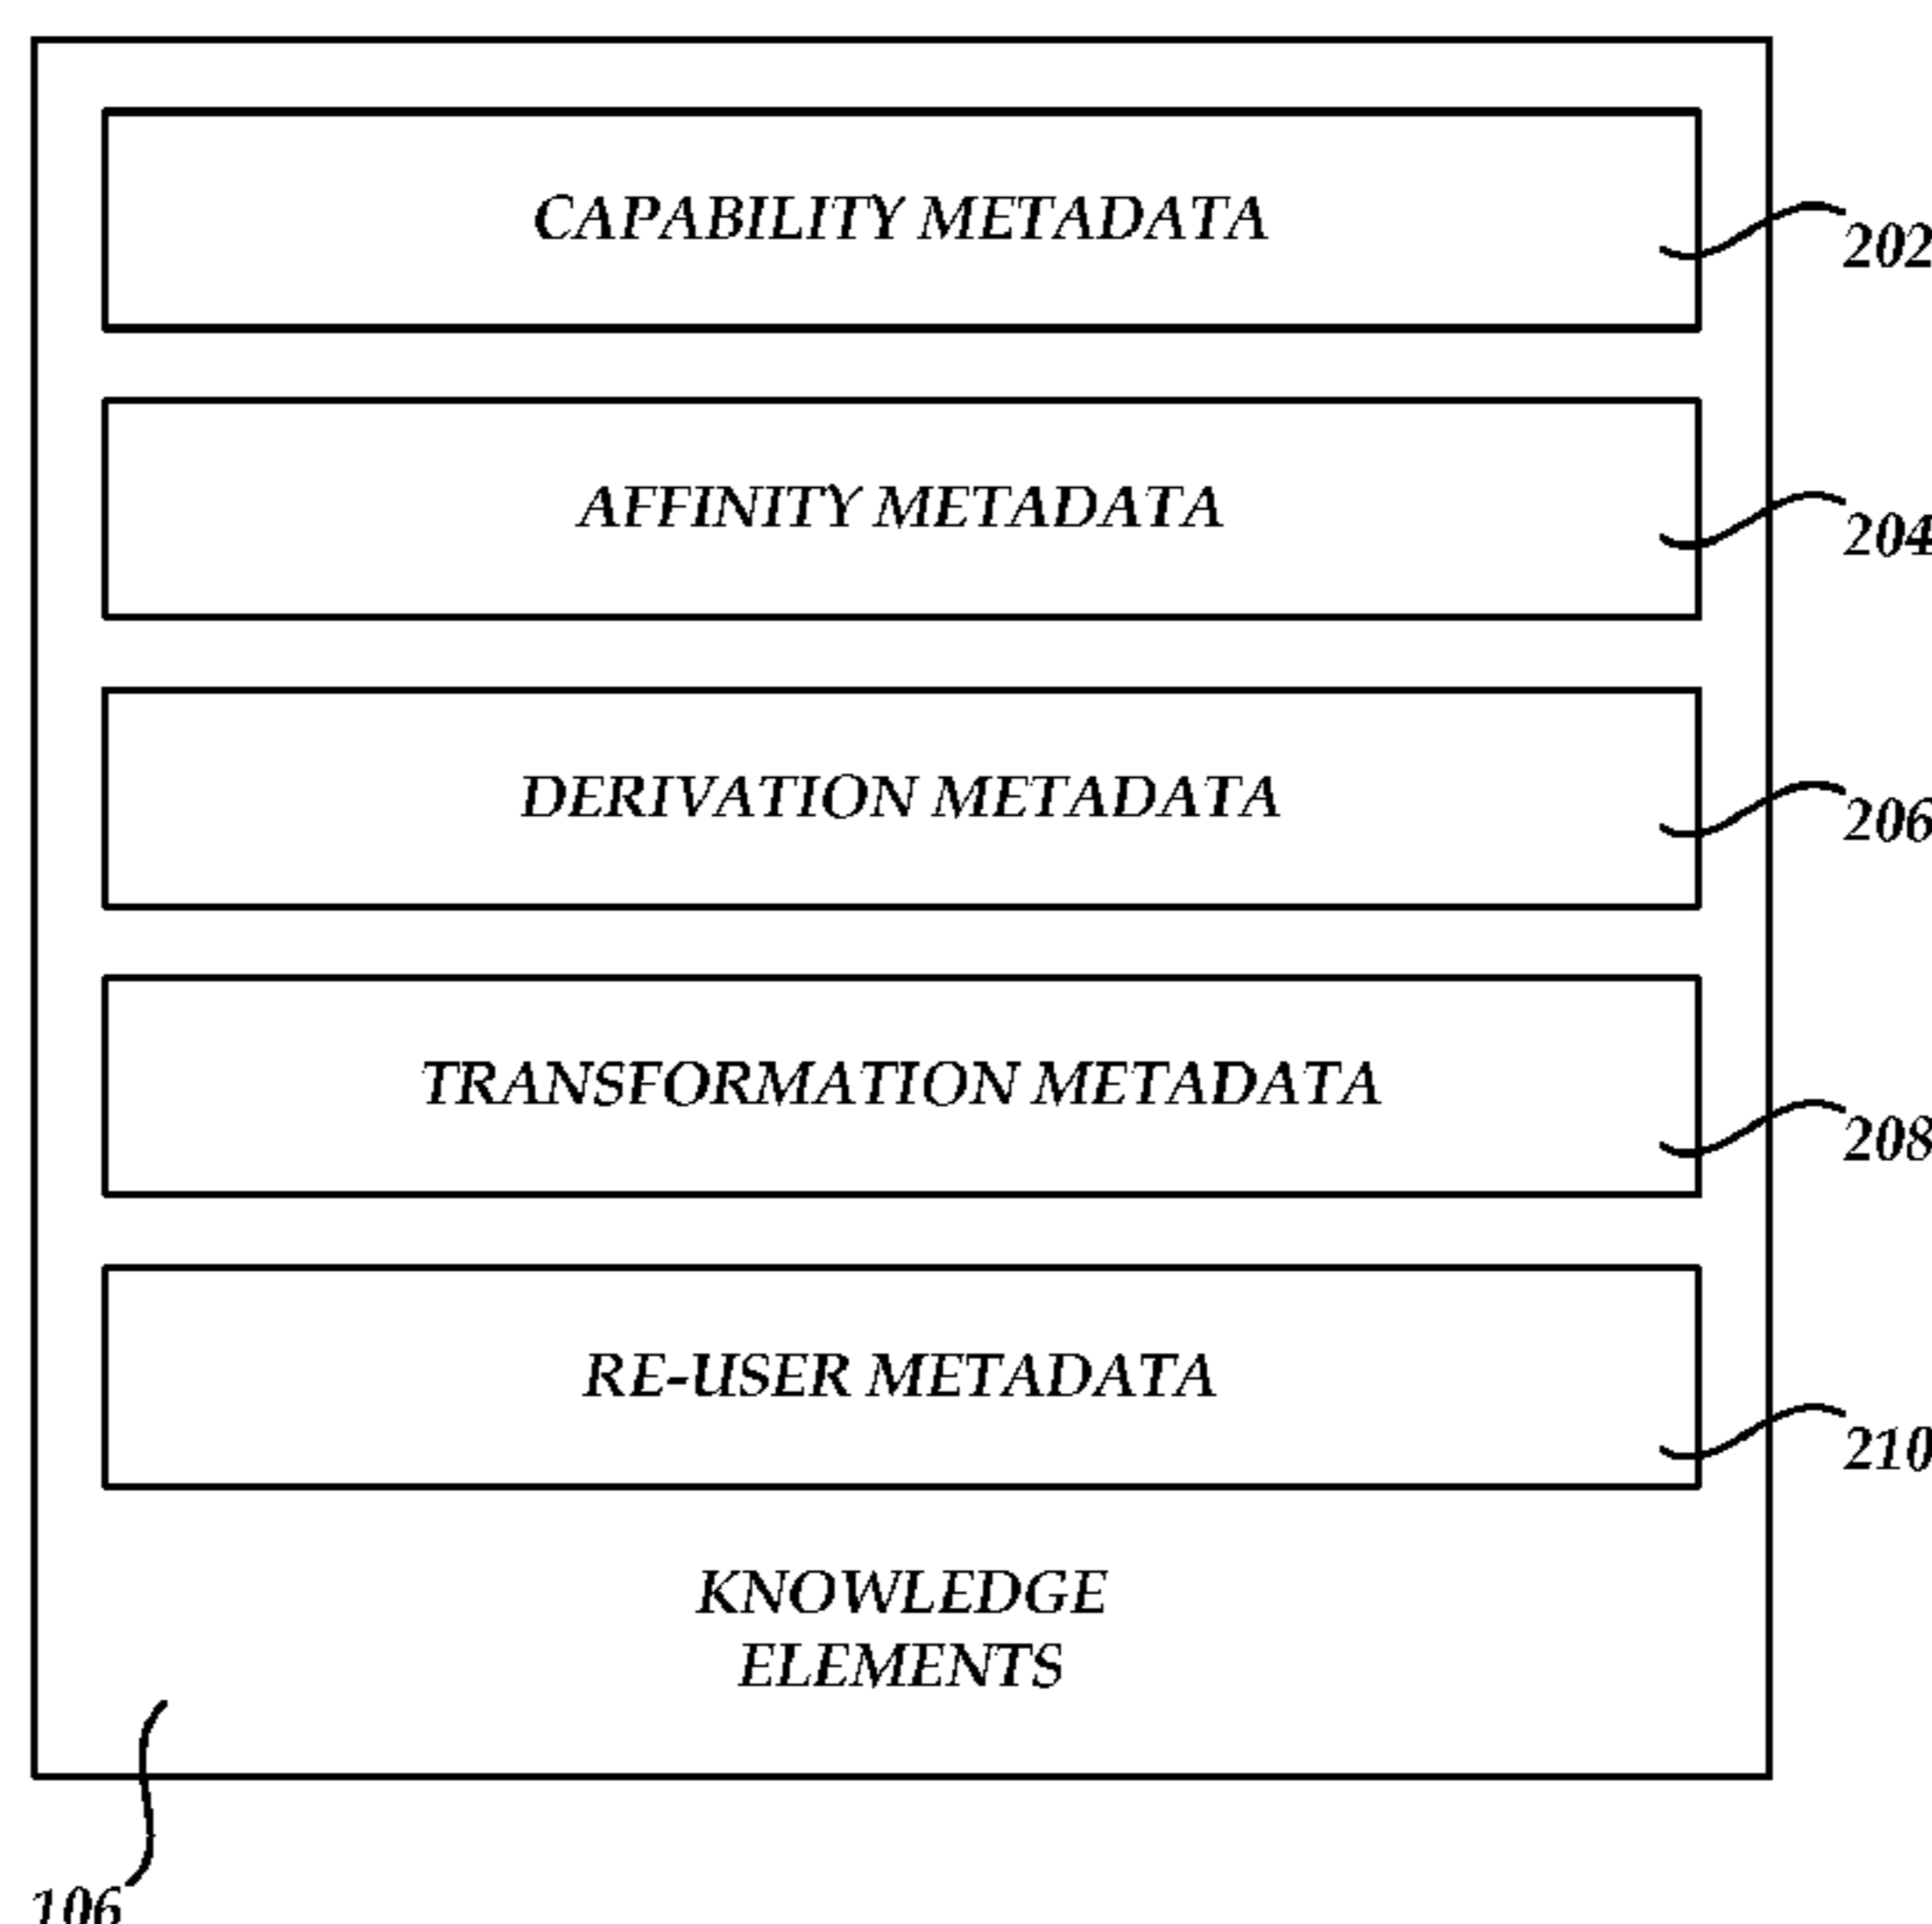 CAPABILITY METADATA
202
AFFINITY METADATA
204
DERIVATION METADATA
206
TRANSFORMATION METADATA
208
RE-USER METADATA
210
KNOWLEDGE
ELEMENTS
106